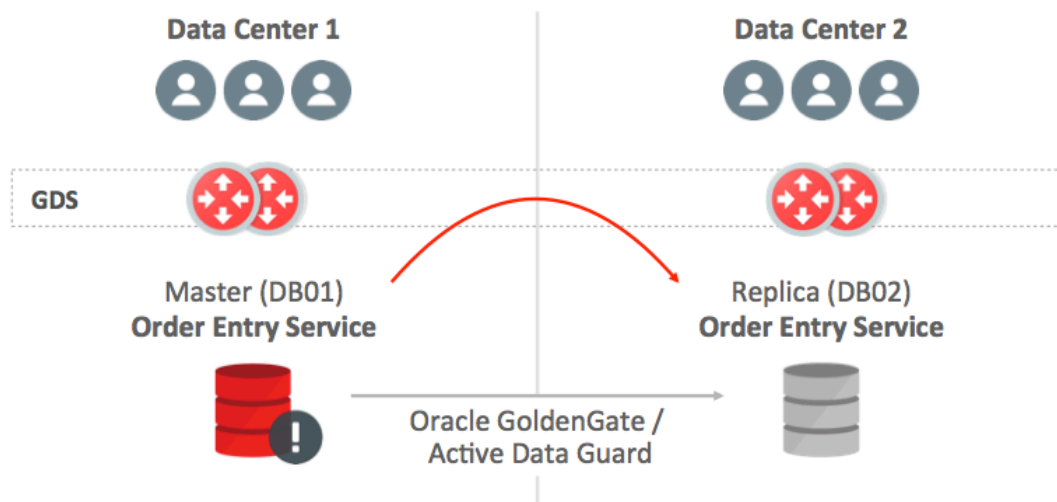 Data Center 1
Data Center 2
GDS
Master (DB01)
Order Entry Service
Replica (DB02)
Order Entry Service
!
Oracle GoldenGate /
Active Data Guard